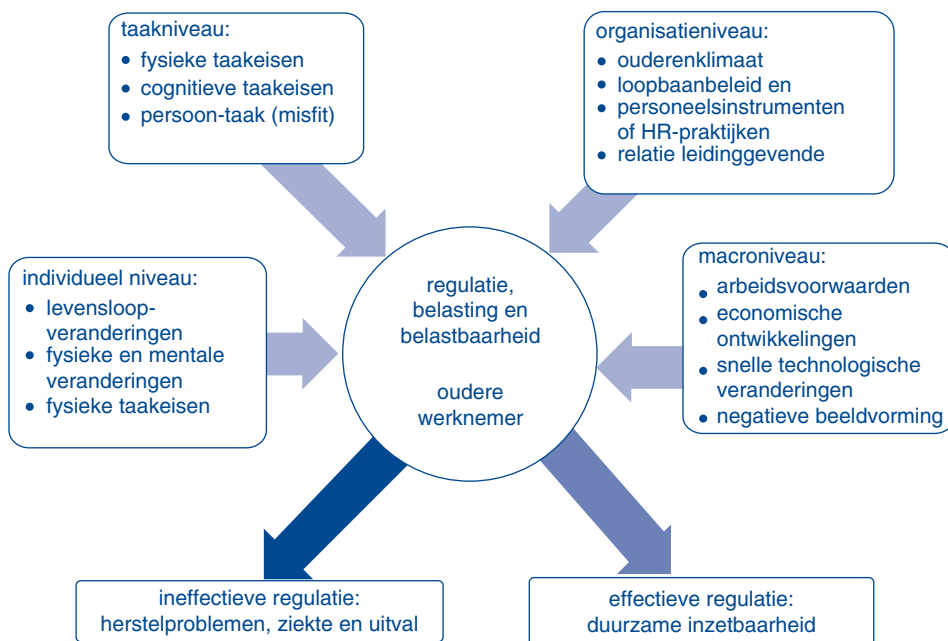 taakniveau:
fysieke taakeisen
cognitieve taakeisen
persoon-taak (misfit)
organisatieniveau:
ouderenklimaat
loopbaanbeleid en
personeelsinstrumenten
of HR-praktijken
relatie leidinggevende
individueel niveau:
levensloop-
veranderingen
fysieke en mentale
veranderingen
fysieke taakeisen
regulatie,
belasting en
belastbaarheid
oudere
werknemer
macroniveau:
arbeidsvoorwaarden
economische
ontwikkelingen
snelle technologische
veranderingen
negatieve beeldvorming
ineffectieve regulatie:
herstelproblemen, ziekte en uitval
effectieve regulatie:
duurzame inzetbaarheid